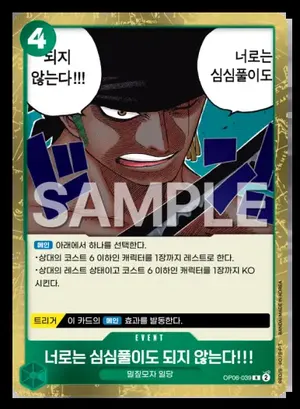 4
너로는
심심풀이도
되지
않는다!!!
SAMPLE
메인 아래에서 하나를 선택한다.
•상대의 코스트 6 이하인 캐릭터를 1장까지 레스트로 한다.
•상대의 레스트 상태이고 코스트 6 이하인 캐릭터를 1장까지 KO
시킨다.
트리거 이 카드의 메인 효과를 발동한다.
EVENT
너로는 심심풀이도 되지 않는다!!!
밀짚모자 일당
OP06-039 R 2